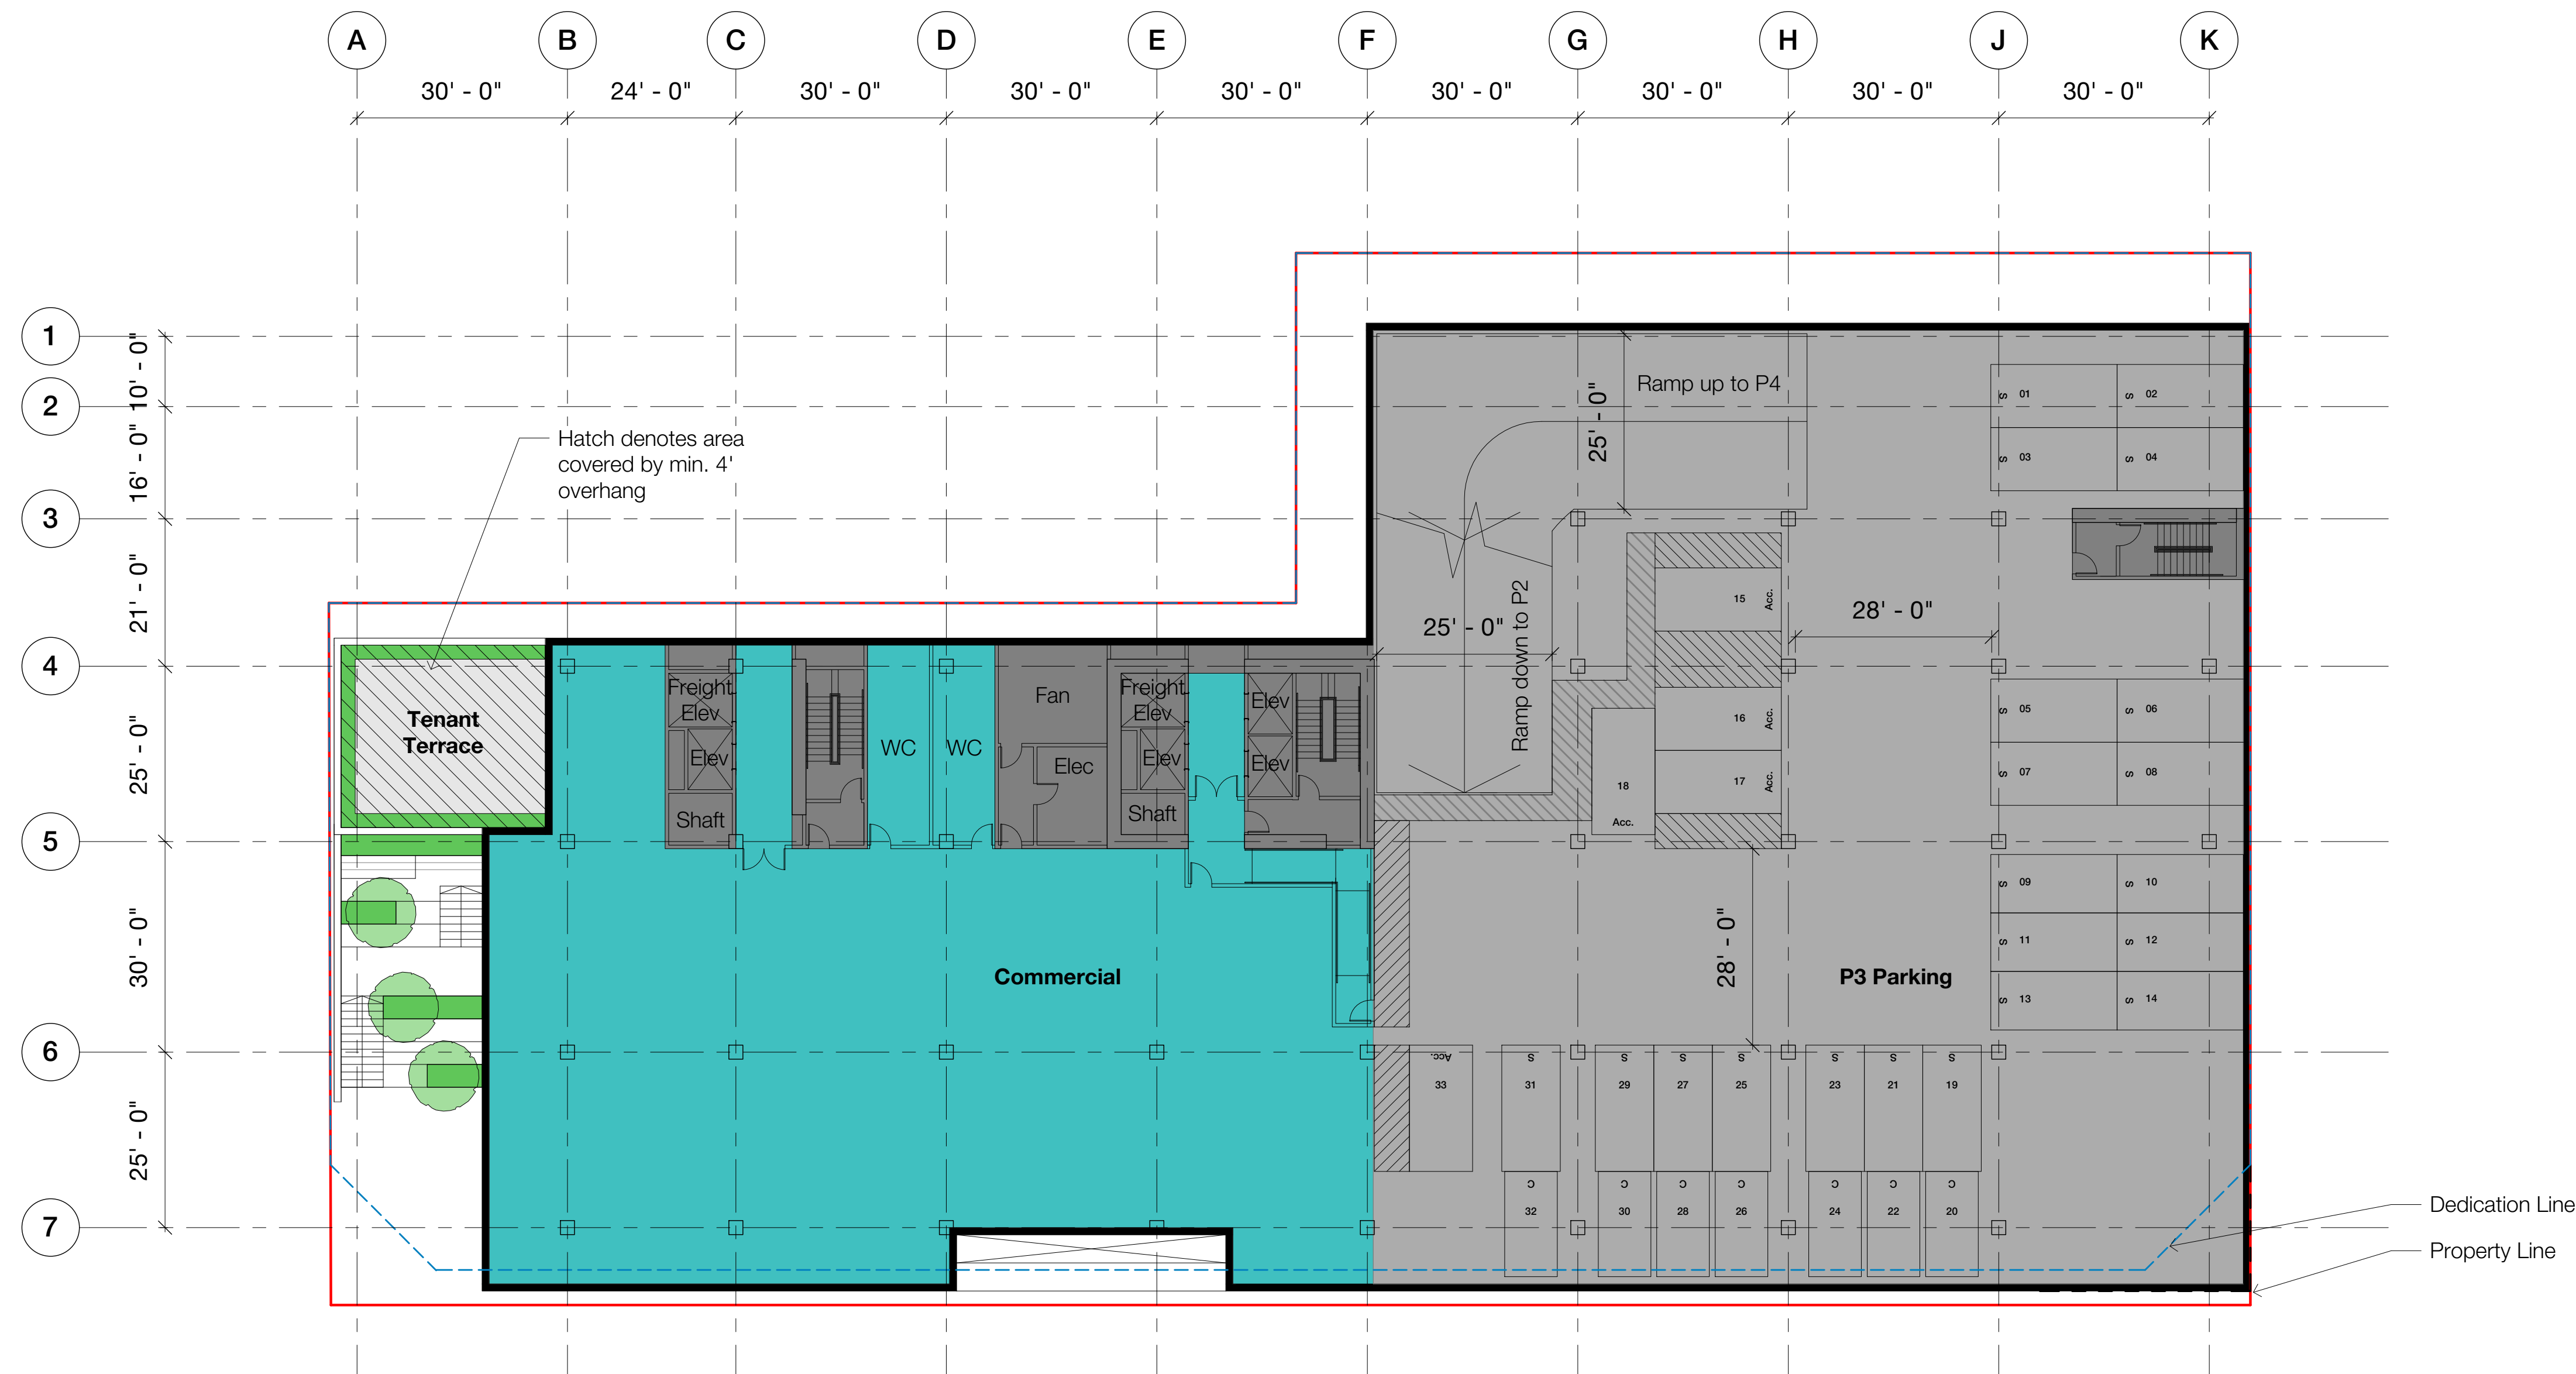 A B C D E F G H J K
30' - 0" 24' - 0" 30' - 0" 30' - 0" 30' - 0" 30' - 0" 30' - 0" 30' - 0" 30' - 0"
1
10' - 0"
2
16' - 0"
3
21' - 0"
4
25' - 0"
5
30' - 0"
6
25' - 0"
7
Hatch denotes area
covered by min. 4'
overhang
Tenant
Terrace
Freight
Elev
Elev
Shaft
WC
WC
Fan
Elec
Freight
Elev
Elev
Shaft
Elev
Elev
Commercial
Ramp up to P4
25' - 0"
25' - 0"
Ramp down to P2
28' - 0"
28' - 0"
P3 Parking
S 01 S 02
S 03 S 04
S 05 S 06
S 07 S 08
S 09 S 10
S 11 S 12
S 13 S 14
15 Acc.
16 Acc.
17 Acc.
18
Acc.
Acc. S S S S S S S
33 31 29 27 25 23 21 19
C C C C C C C
32 30 28 26 24 22 20
Dedication Line
Property Line